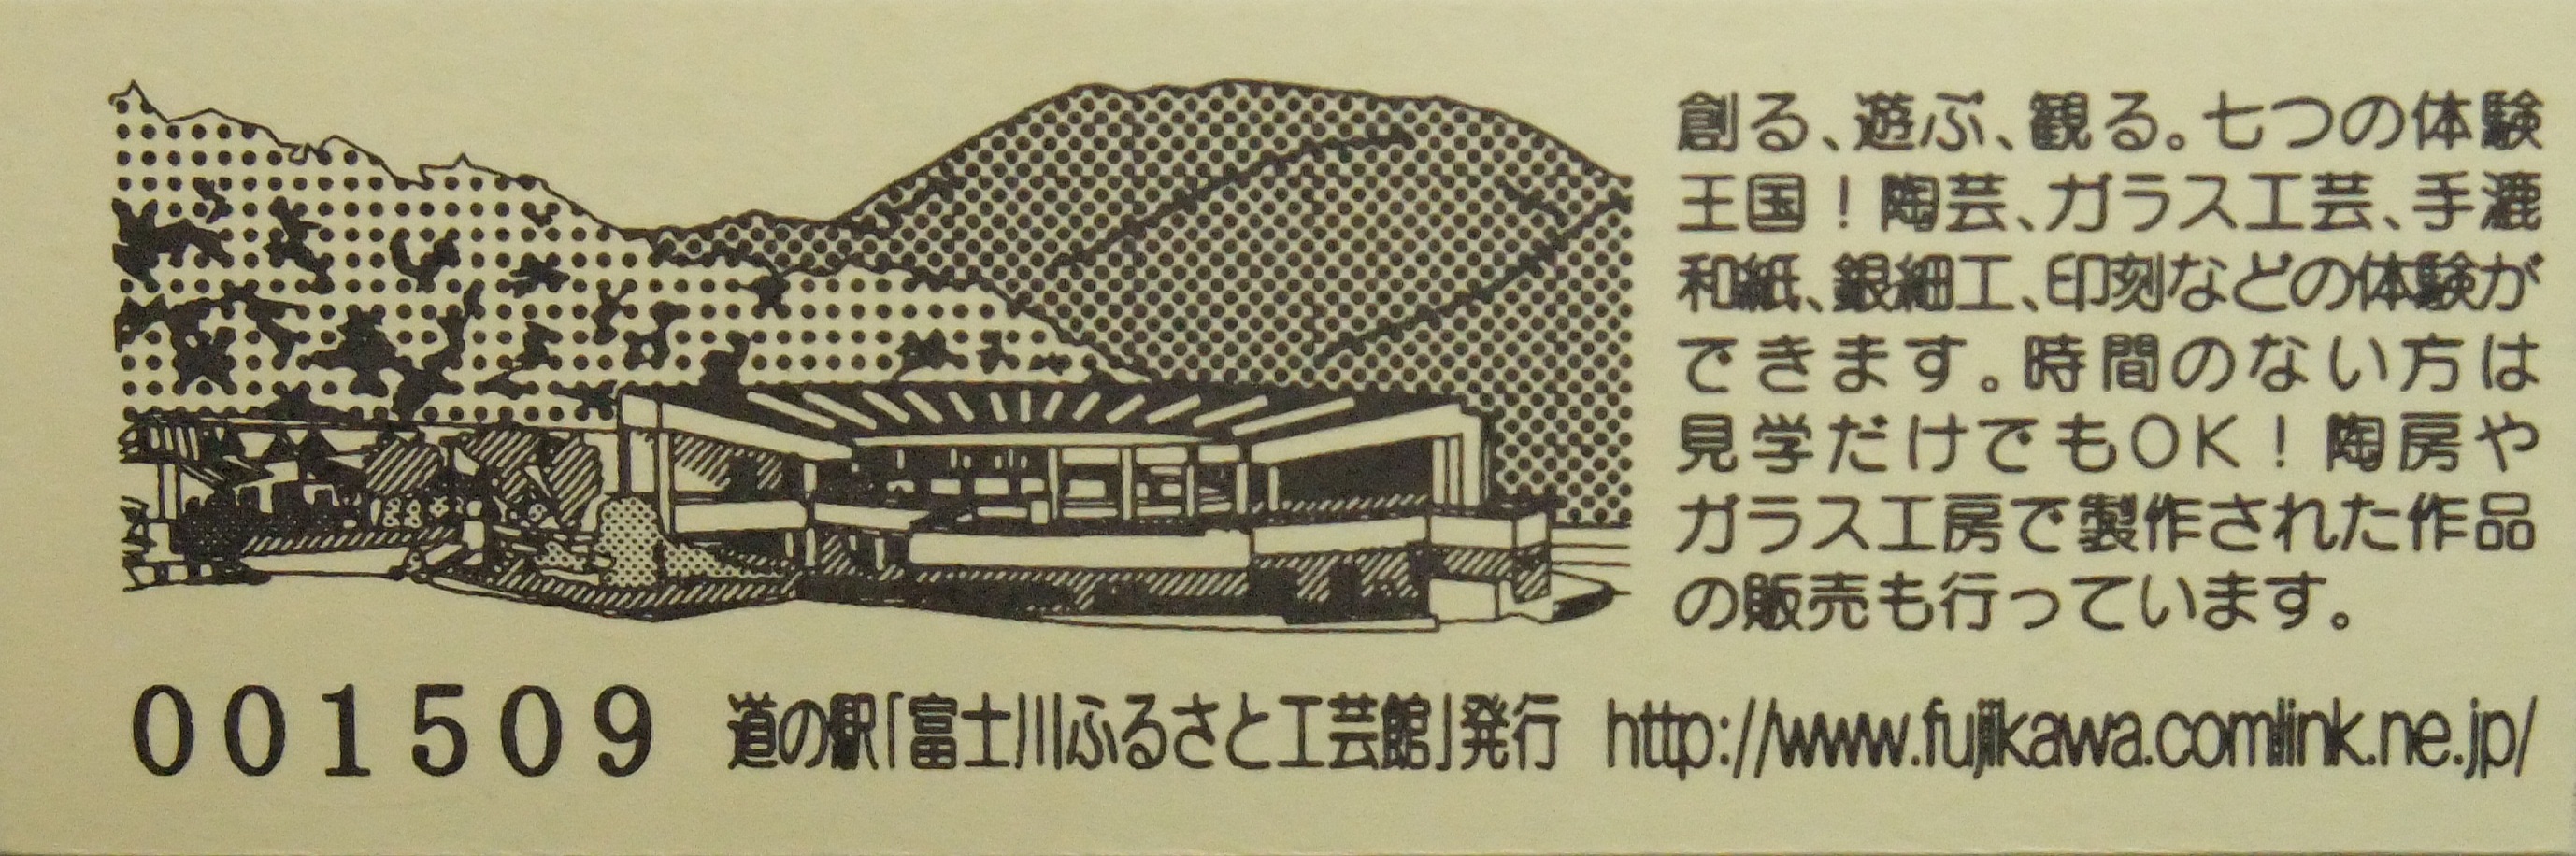 創る、遊ぶ、観る。七つの体験
王国！陶芸、ガラス工芸、手漉
和紙、銀細工、印刻などの体験が
できます。時間のない方は
見学だけでもOK！陶房や
ガラス工房で製作された作品
の販売も行っています。
001509 道の駅「富士川ふるさと工芸館」発行 http://www.fujikawa.comlink.ne.jp/